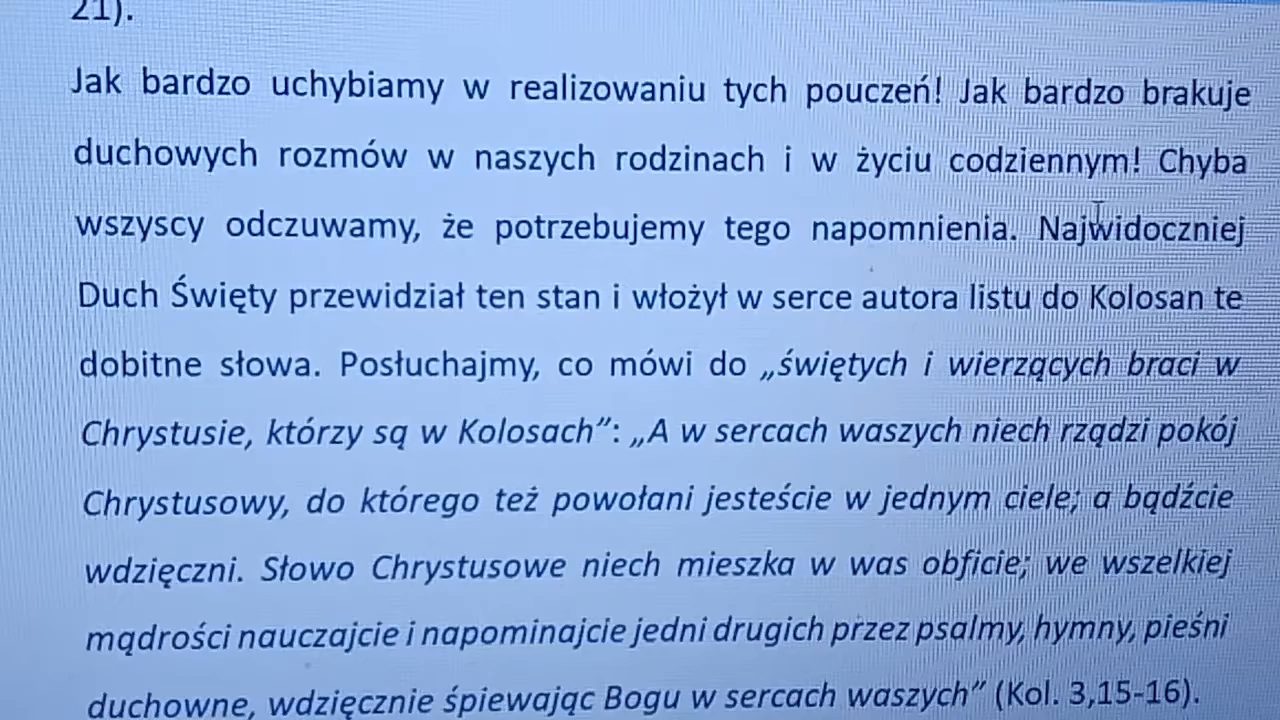 21).
Jak bardzo uchybiamy w realizowaniu tych pouczeń! Jak bardzo brakuje
duchowych rozmów w naszych rodzinach i w życiu codziennym! Chyba
wszyscy odczuwamy, że potrzebujemy tego napomnienia. Najwidoczniej
Duch Święty przewidział ten stan i włożył w serce autora listu do Kolosan te
dobitne słowa. Posłuchajmy, co mówi do „świętych i wierzących braci w
Chrystusie, którzy są w Kolosach”: „A w sercach waszych niech rządzi pokój
Chrystusowy, do którego też powołani jesteście w jednym ciele; a bądźcie
wdzięczni. Słowo Chrystusowe niech mieszka w was obficie; we wszelkiej
mądrości nauczajcie i napominajcie jedni drugich przez psalmy, hymny, pieśni
duchowne, wdzięcznie śpiewając Bogu w sercach waszych” (Kol. 3,15-16).